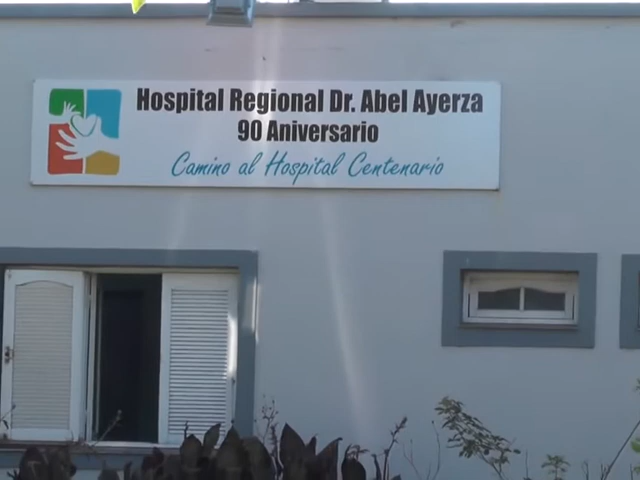 Hospital Regional Dr. Abel Ayerza
90 Aniversario
Camino al Hospital Centenario